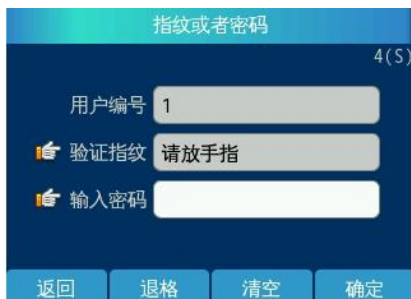 指纹或者密码
4(S)
用户编号 1
验证指纹 请放手指
输入密码
返回 退格 清空 确定